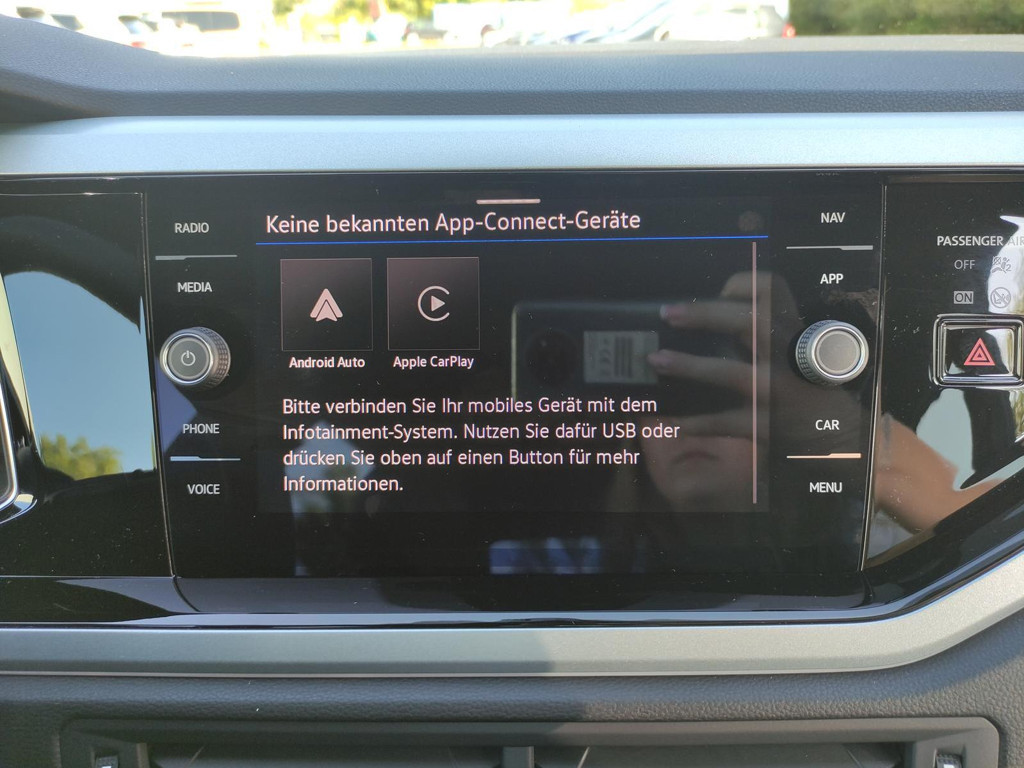 RADIO
MEDIA
PHONE
VOICE
Keine bekannten App-Connect-Geräte
Android Auto
Apple CarPlay
Bitte verbinden Sie Ihr mobiles Gerät mit dem
Infotainment-System. Nutzen Sie dafür USB oder
drücken Sie oben auf einen Button für mehr
Informationen.
NAV
APP
CAR
MENU
PASSENGER AIR
OFF
ON